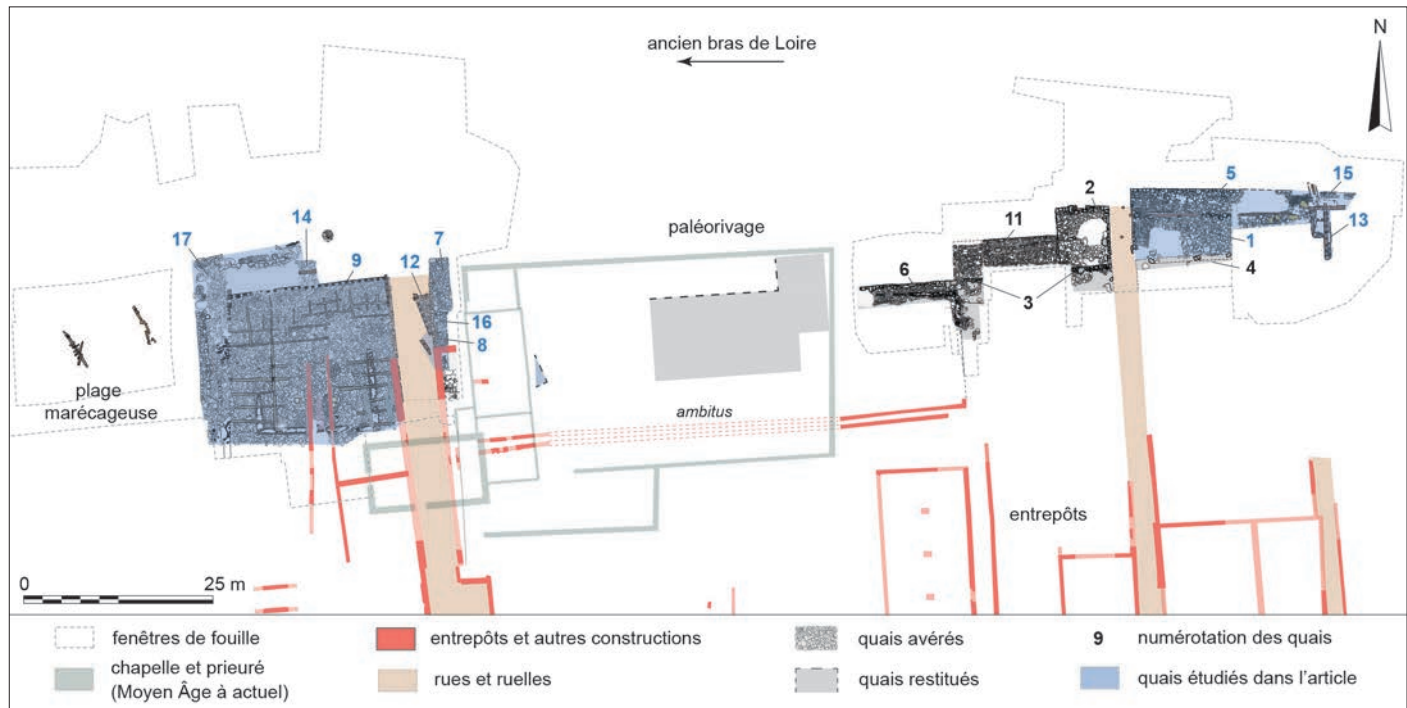 ancien bras de Loire
N
5
15
2
14
7
paléorivage
11
17
9
12
13
1
6
3
4
16
8
plage
marécageuse
ambitus
entrepôts
0 25 m
fenêtres de fouille
entrepôts et autres constructions
quais avérés
9 numérotation des quais
chapelle et prieuré
(Moyen Âge à actuel)
rues et ruelles
quais restitués
quais étudiés dans l'article